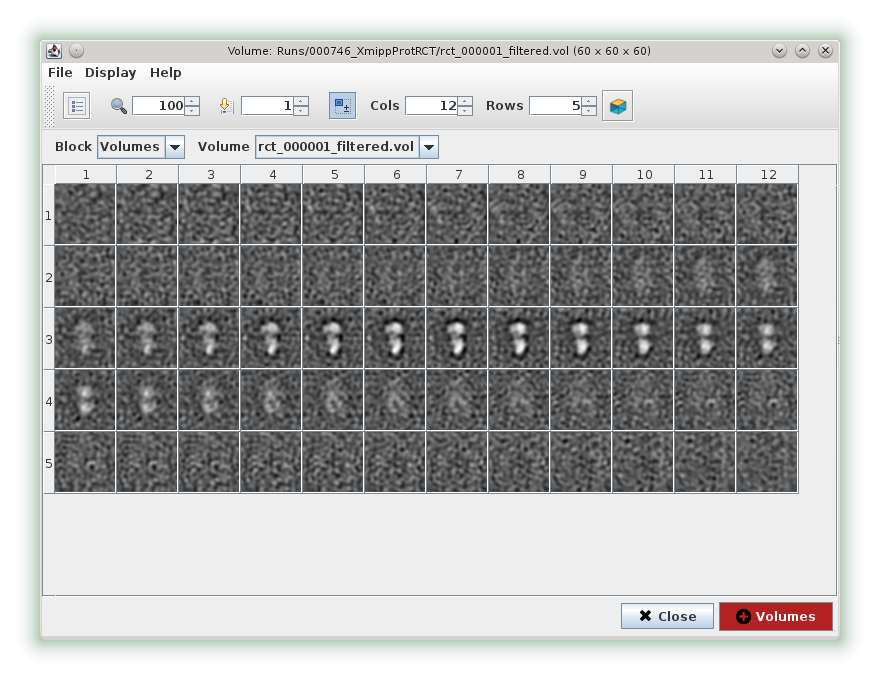 Volume: Runs/000746_XmippProtRCT/rct_000001_filtered.vol (60 x 60 x 60)
File Display Help
100 1 Cols 12 Rows 5
Block Volumes Volume rct_000001_filtered.vol
1 2 3 4 5 6 7 8 9 10 11 12
1
2
3
4
5
Close Volumes